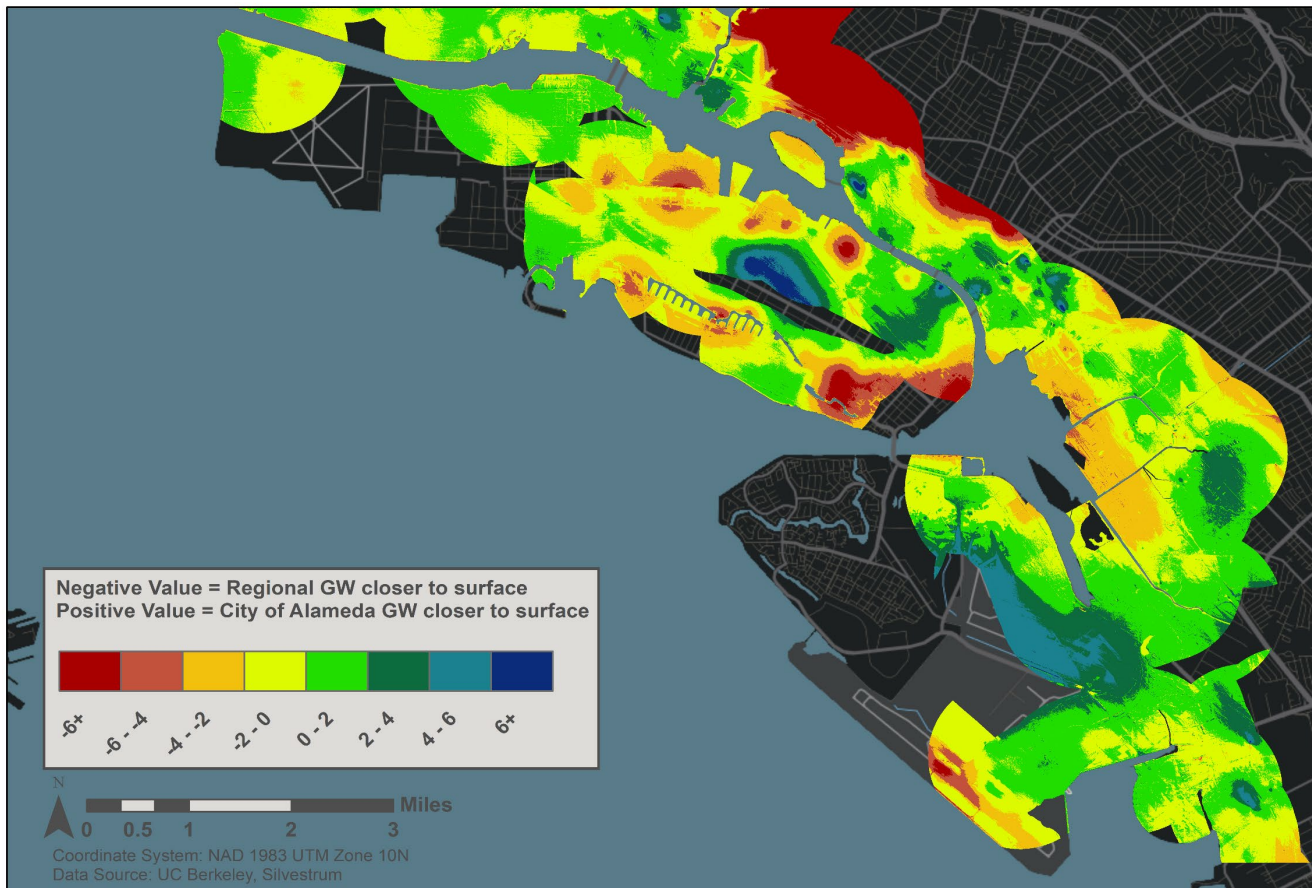 Negative Value = Regional GW closer to surface
Positive Value = City of Alameda GW closer to surface
-6+
-6 - -4
-4 - -2
-2 - 0
0 - 2
2 - 4
4 - 6
6+
N
Miles
0 0.5 1 2 3
Coordinate System: NAD 1983 UTM Zone 10N
Data Source: UC Berkeley, Silvestrum